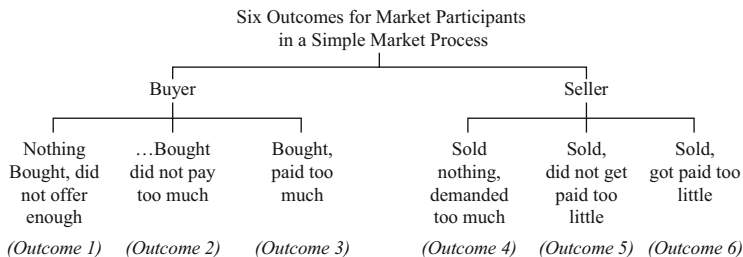 Six Outcomes for Market Participants
in a Simple Market Process
Buyer
Seller
Nothing
Bought, did
not offer
enough
(Outcome 1)
…Bought
did not pay
too much
(Outcome 2)
Bought,
paid too
much
(Outcome 3)
Sold
nothing,
demanded
too much
(Outcome 4)
Sold,
did not get
paid too
little
(Outcome 5)
Sold,
got paid too
little
(Outcome 6)